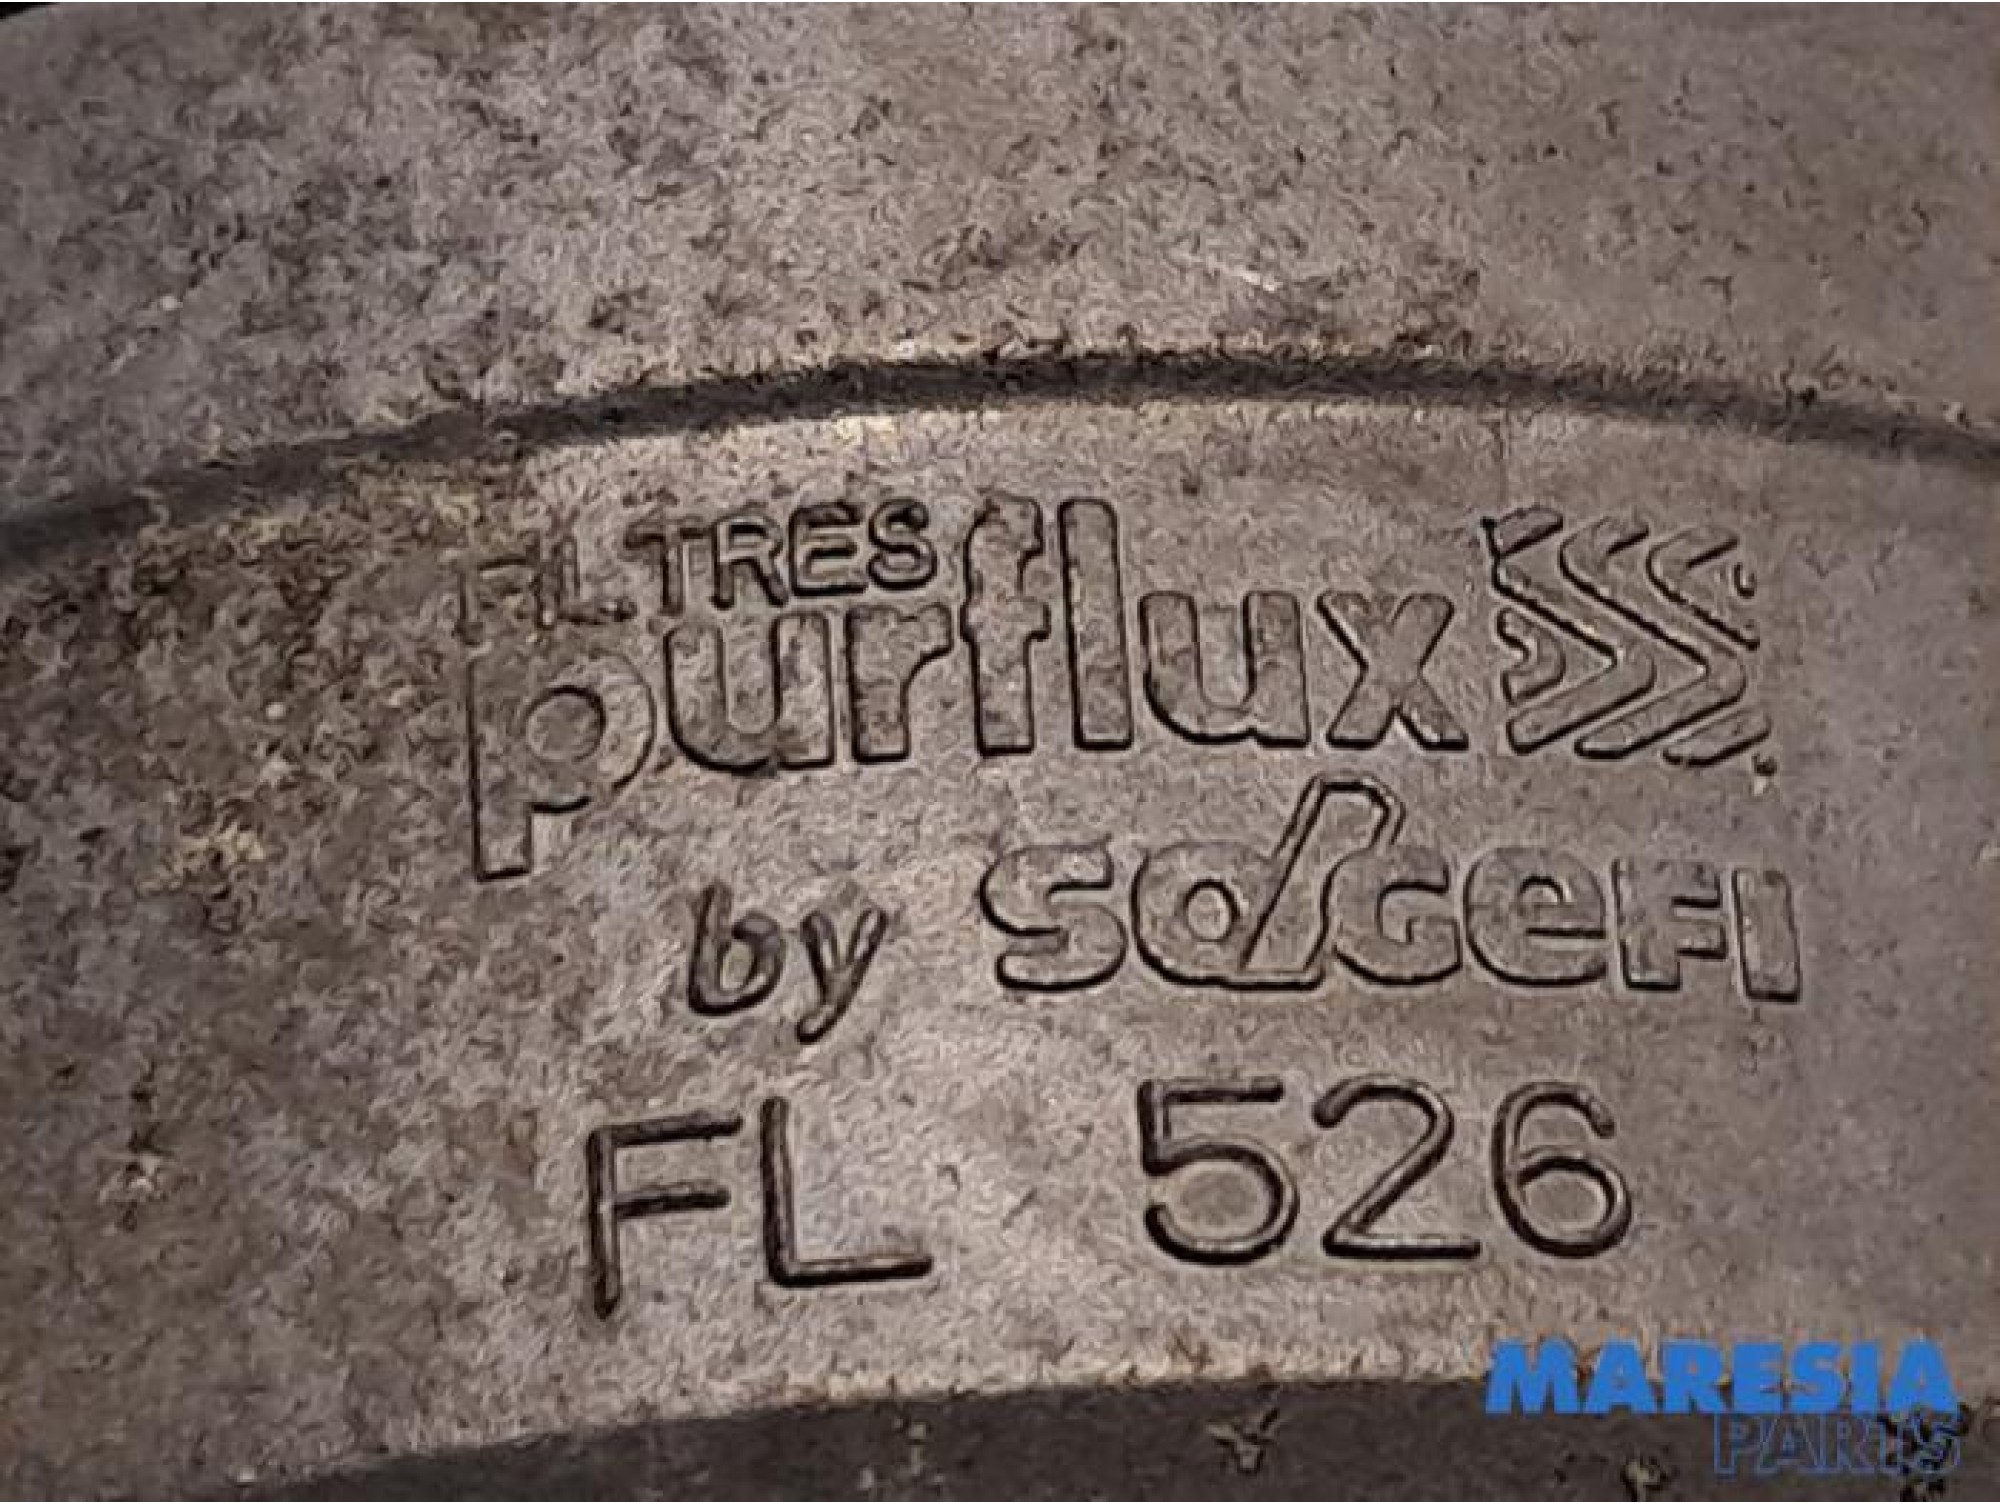 FILTRES
purflux
by sogefi
FL 526
MARESIA
PARTS